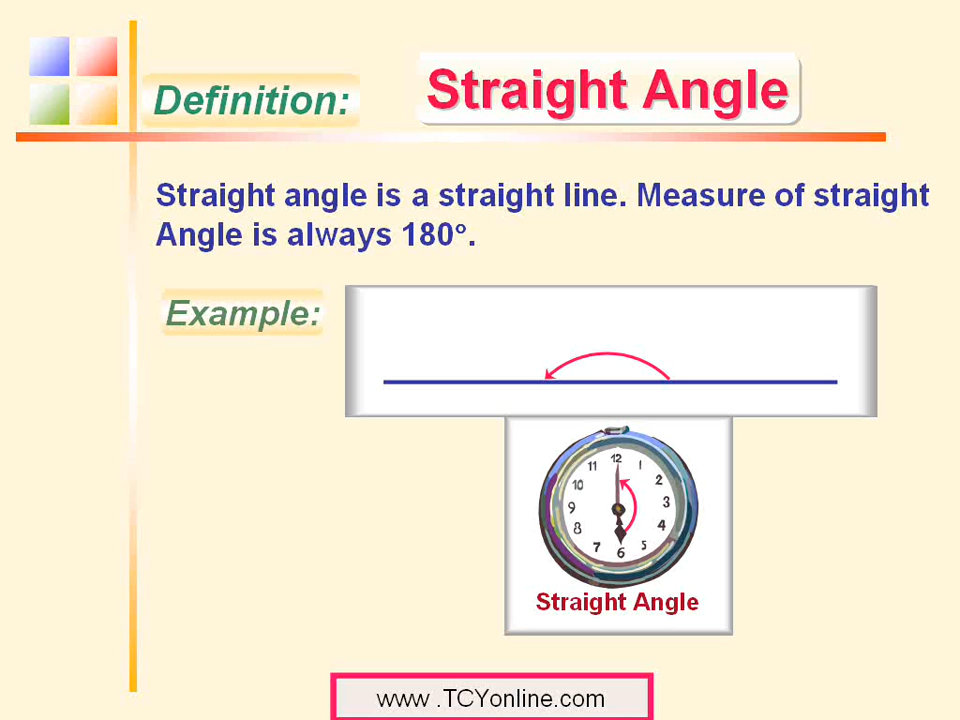 Definition:
Straight Angle
Straight angle is a straight line. Measure of straight
Angle is always 180°.
Example:
12
11
1
10
2
9
3
8
4
7
5
6
Straight Angle
www .TCYonline.com